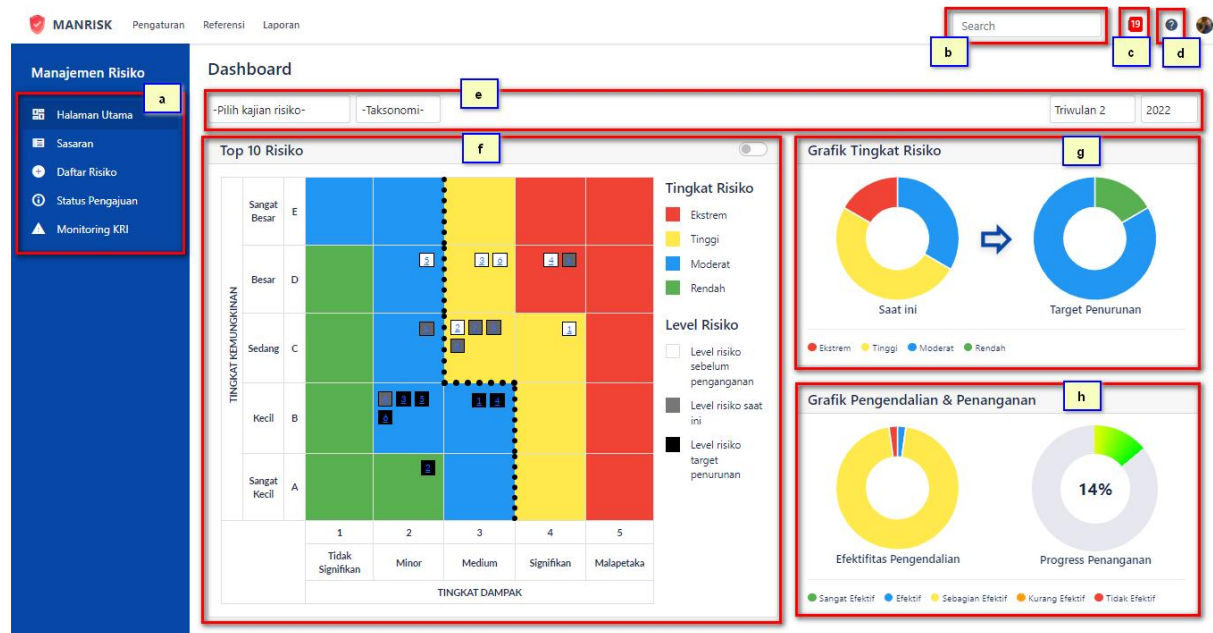 MANRISK Pengaturan Referensi Laporan
Search
19
b
c
d
Manajemen Risiko
a
Halaman Utama
Sasaran
Daftar Risiko
Status Pengajuan
Monitoring KRI
Dashboard
e
-Pilih kajian risiko- -Taksonomi- Triwulan 2 2022
Top 10 Risiko
f
TINGKAT KEMUNGKINAN
Sangat
Besar
E
Besar D
5 3 6 4
Sedang C
2 1
Kecil B
3 5 1 4
6
Sangat
Kecil
A
2
1 2 3 4 5
Tidak
Signifikan
Minor Medium Signifikan Malapetaka
TINGKAT DAMPAK
Tingkat Risiko
Ekstrem
Tinggi
Moderat
Rendah
Level Risiko
Level risiko
sebelum
penganganan
Level risiko saat
ini
Level risiko
target
penurunan
Grafik Tingkat Risiko
g
Saat ini Target Penurunan
Ekstrem Tinggi Moderat Rendah
Grafik Pengendalian & Penanganan
h
14%
Efektifitas Pengendalian Progress Penanganan
Sangat Efektif Efektif Sebagian Efektif Kurang Efektif Tidak Efektif